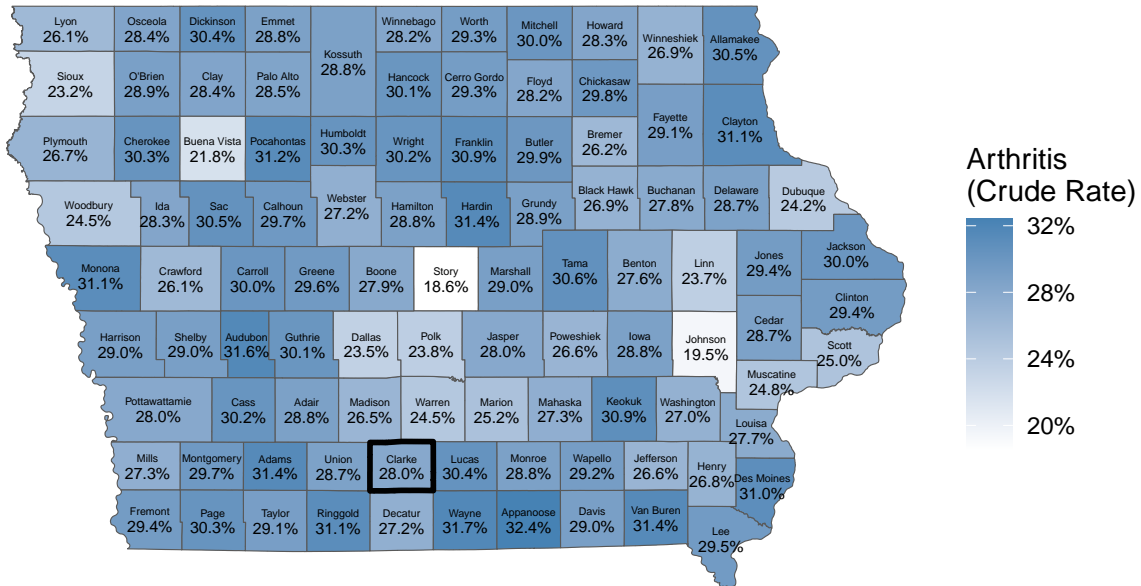 Lyon
26.1%
Osceola
28.4%
Dickinson
30.4%
Emmet
28.8%
Kossuth
28.8%
Winnebago
28.2%
Worth
29.3%
Mitchell
30.0%
Howard
28.3%
Winneshiek
26.9%
Allamakee
30.5%
Sioux
23.2%
O'Brien
28.9%
Clay
28.4%
Palo Alto
28.5%
Hancock
30.1%
Cerro Gordo
29.3%
Floyd
28.2%
Chickasaw
29.8%
Fayette
29.1%
Clayton
31.1%
Plymouth
26.7%
Cherokee
30.3%
Buena Vista
21.8%
Pocahontas
31.2%
Humboldt
30.3%
Wright
30.2%
Franklin
30.9%
Butler
29.9%
Bremer
26.2%
Woodbury
24.5%
Ida
28.3%
Sac
30.5%
Calhoun
29.7%
Webster
27.2%
Hamilton
28.8%
Hardin
31.4%
Grundy
28.9%
Black Hawk
26.9%
Buchanan
27.8%
Delaware
28.7%
Dubuque
24.2%
Monona
31.1%
Crawford
26.1%
Carroll
30.0%
Greene
29.6%
Boone
27.9%
Story
18.6%
Marshall
29.0%
Tama
30.6%
Benton
27.6%
Linn
23.7%
Jones
29.4%
Jackson
30.0%
Clinton
29.4%
Harrison
29.0%
Shelby
29.0%
Audubon
31.6%
Guthrie
30.1%
Dallas
23.5%
Polk
23.8%
Jasper
28.0%
Poweshiek
26.6%
Iowa
28.8%
Johnson
19.5%
Cedar
28.7%
Scott
25.0%
Muscatine
24.8%
Pottawattamie
28.0%
Cass
30.2%
Adair
28.8%
Madison
26.5%
Warren
24.5%
Marion
25.2%
Mahaska
27.3%
Keokuk
30.9%
Washington
27.0%
Louisa
27.7%
Mills
27.3%
Montgomery
29.7%
Adams
31.4%
Union
28.7%
Clarke
28.0%
Lucas
30.4%
Monroe
28.8%
Wapello
29.2%
Jefferson
26.6%
Henry
26.8%
Des Moines
31.0%
Fremont
29.4%
Page
30.3%
Taylor
29.1%
Ringgold
31.1%
Decatur
27.2%
Wayne
31.7%
Appanoose
32.4%
Davis
29.0%
Van Buren
31.4%
Lee
29.5%
Arthritis
(Crude Rate)
32%
28%
24%
20%